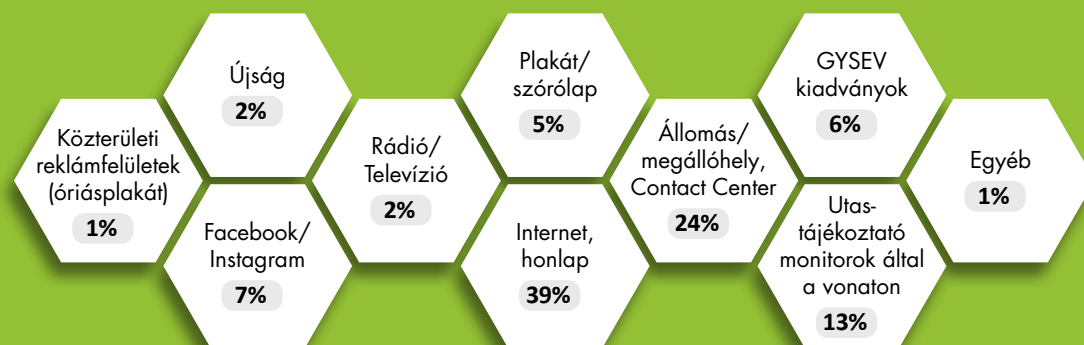 Közterületi
reklámfelületek
(óriásplakát)
1%
Újság
2%
Facebook/
Instagram
7%
Rádió/
Televízió
2%
Plakát/
szórólap
5%
Internet,
honlap
39%
Állomás/
megállóhely,
Contact Center
24%
GYSEV
kiadványok
6%
Utas-
tájékoztató
monitorok által
a vonaton
13%
Egyéb
1%